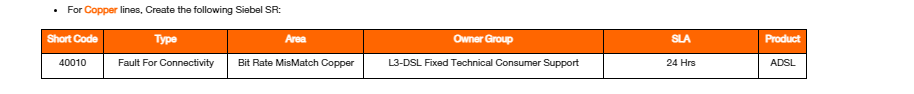 • For Copper lines, Create the following Siebel SR:
Short Code Type Area Owner Group SLA Product
40010 Fault For Connectivity Bit Rate MisMatch Copper L3-DSL Fixed Technical Consumer Support 24 Hrs ADSL